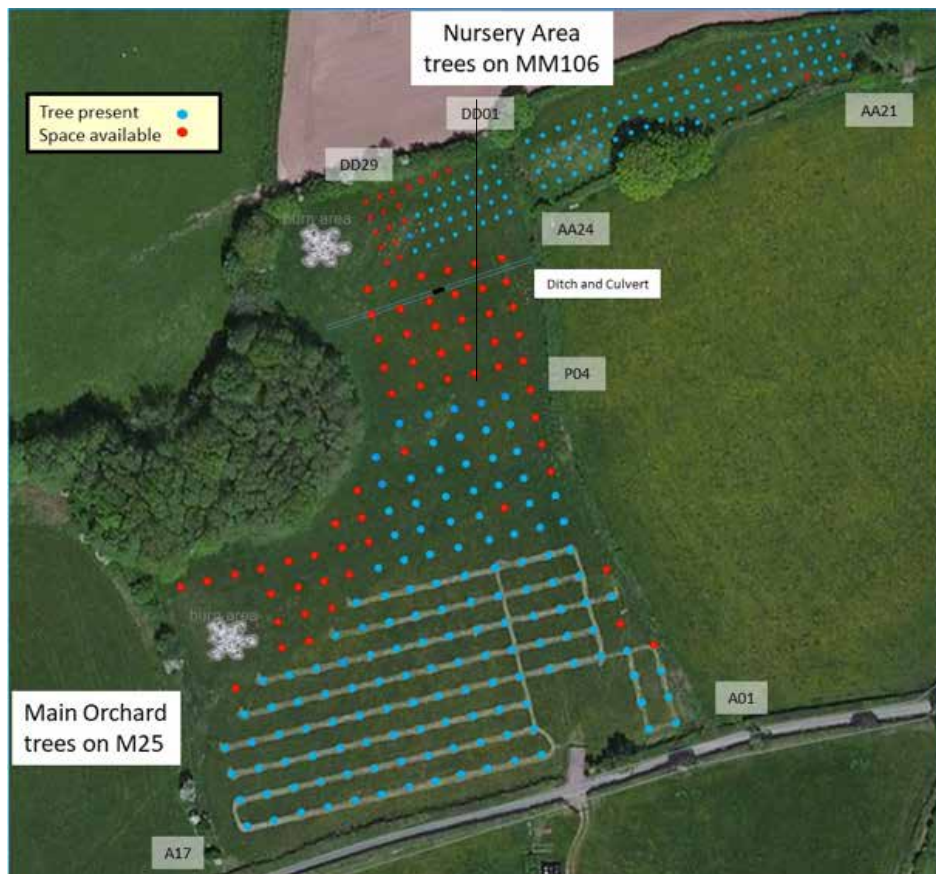 Nursery Area
trees on MM106
Tree present
Space available
DD01
AA21
DD29
burn area
AA24
Ditch and Culvert
P04
burn area
Main Orchard
trees on M25
A01
A17